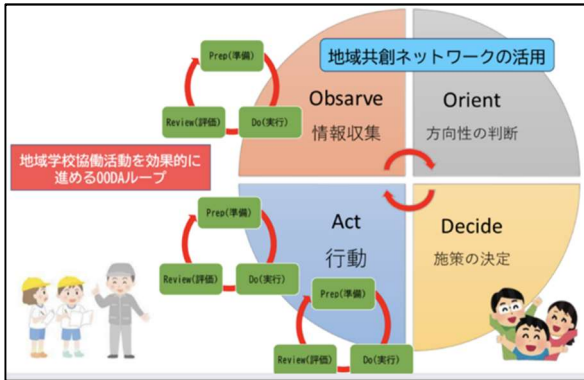 地域共創ネットワークの活用
Prep(準備)
Review(評価)
Do(実行)
Obsarve
情報収集
Orient
方向性の判断
地域学校協働活動を効果的に
進めるOODAループ
Prep(準備)
Review(評価)
Do(実行)
Act
行動
Decide
施策の決定
Prep(準備)
Review(評価)
Do(実行)